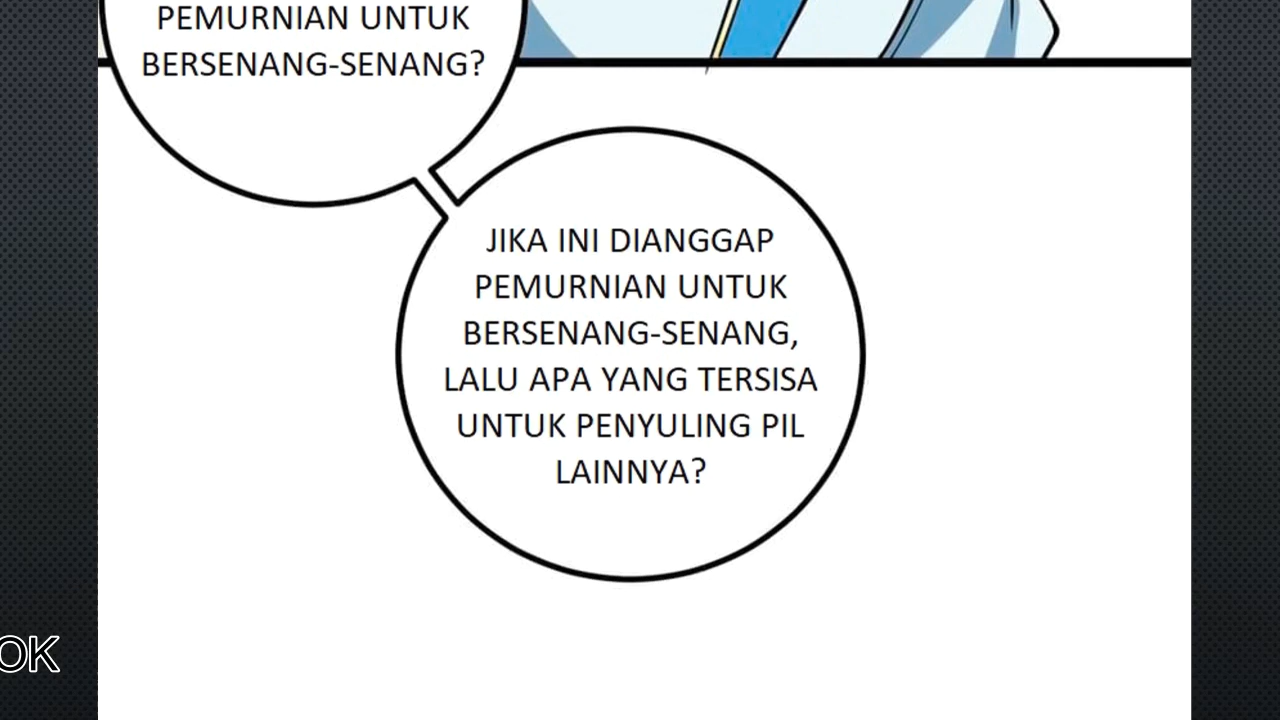 PEMURNIAN UNTUK
BERSENANG-SENANG?
JIKA INI DIANGGAP
PEMURNIAN UNTUK
BERSENANG-SENANG,
LALU APA YANG TERSISA
UNTUK PENYULING PIL
LAINNYA?
OK